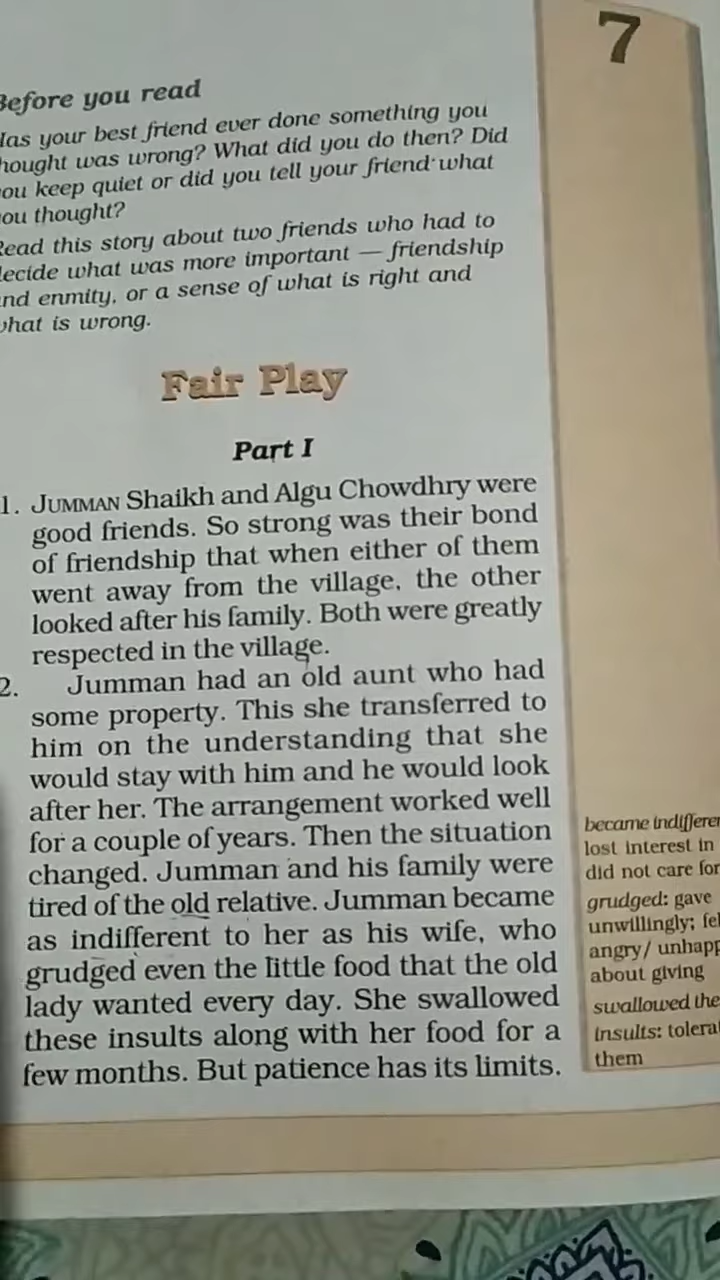 7
Before you read
Has your best friend ever done something you
thought was wrong? What did you do then? Did
you keep quiet or did you tell your friend what
you thought?
Read this story about two friends who had to
decide what was more important — friendship
and enmity, or a sense of what is right and
what is wrong.
Fair Play
Part I
1. JUMMAN Shaikh and Algu Chowdhry were
good friends. So strong was their bond
of friendship that when either of them
went away from the village, the other
looked after his family. Both were greatly
respected in the village.
2. Jumman had an old aunt who had
some property. This she transferred to
him on the understanding that she
would stay with him and he would look
after her. The arrangement worked well
for a couple of years. Then the situation
changed. Jumman and his family were
tired of the old relative. Jumman became
as indifferent to her as his wife, who
grudged even the little food that the old
lady wanted every day. She swallowed
these insults along with her food for a
few months. But patience has its limits.
became
lost interest in
did not care for
grudged: gave
unwillingly;
angry/
about giving
swallowed the
insults:
them